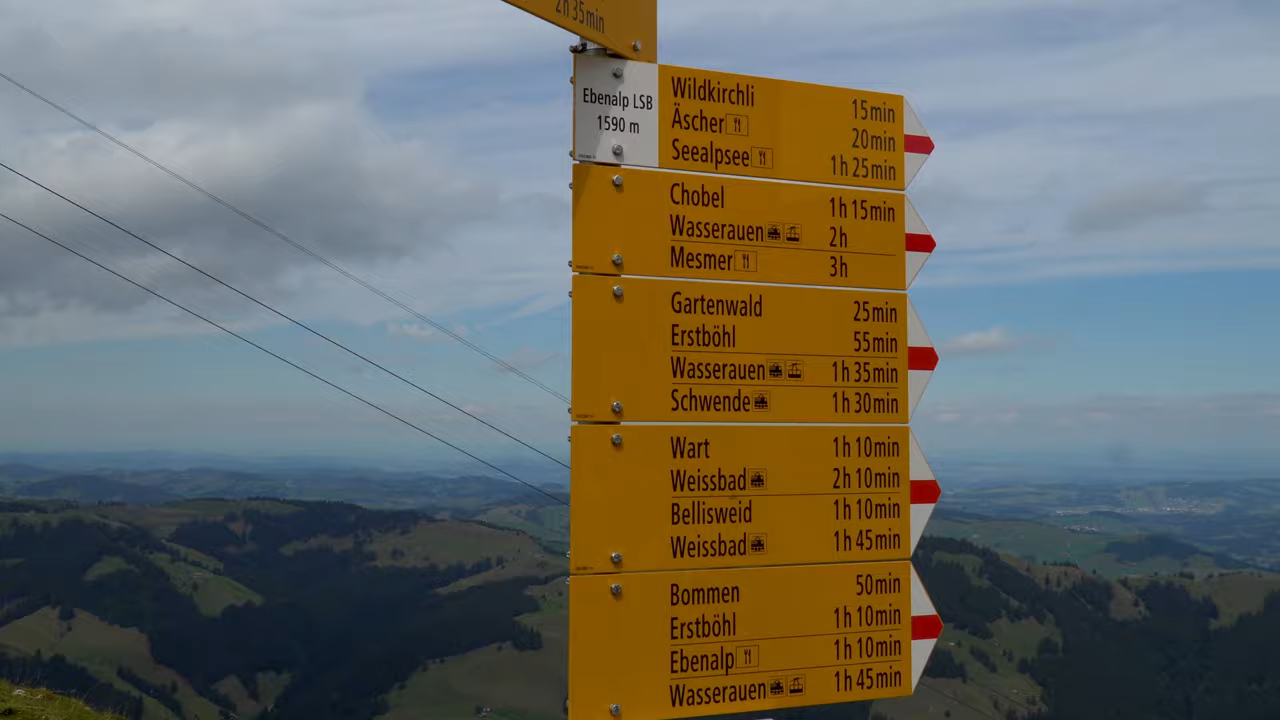 2h 35min
Ebenalp LSB
1590 m
Wildkirchli 15min
Äscher 20min
Seealpsee 1h 25min
Chobel 1h 15min
Wasserauen 2h
Mesmer 3h
Gartenwald 25min
Erstböhl 55min
Wasserauen 1h 35min
Schwende 1h 30min
Wart 1h 10min
Weissbad 2h 10min
Bellisweid 1h 10min
Weissbad 1h 45min
Bommen 50min
Erstböhl 1h 10min
Ebenalp 1h 10min
Wasserauen 1h 45min